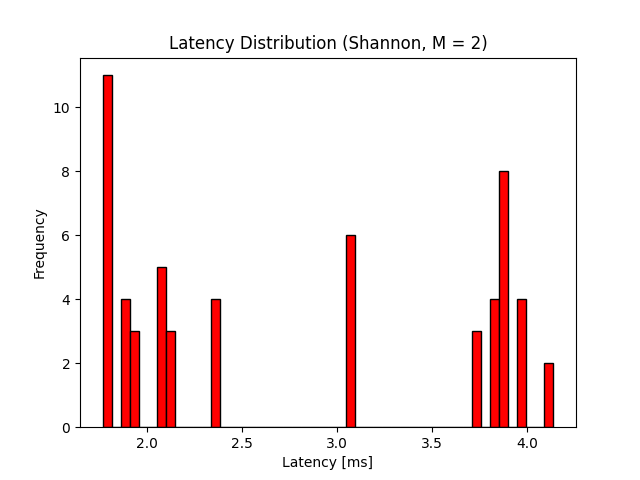 Latency Distribution (Shannon, M = 2)
10
8
6
4
2
0
Frequency
2.0 2.5 3.0 3.5 4.0
Latency [ms]